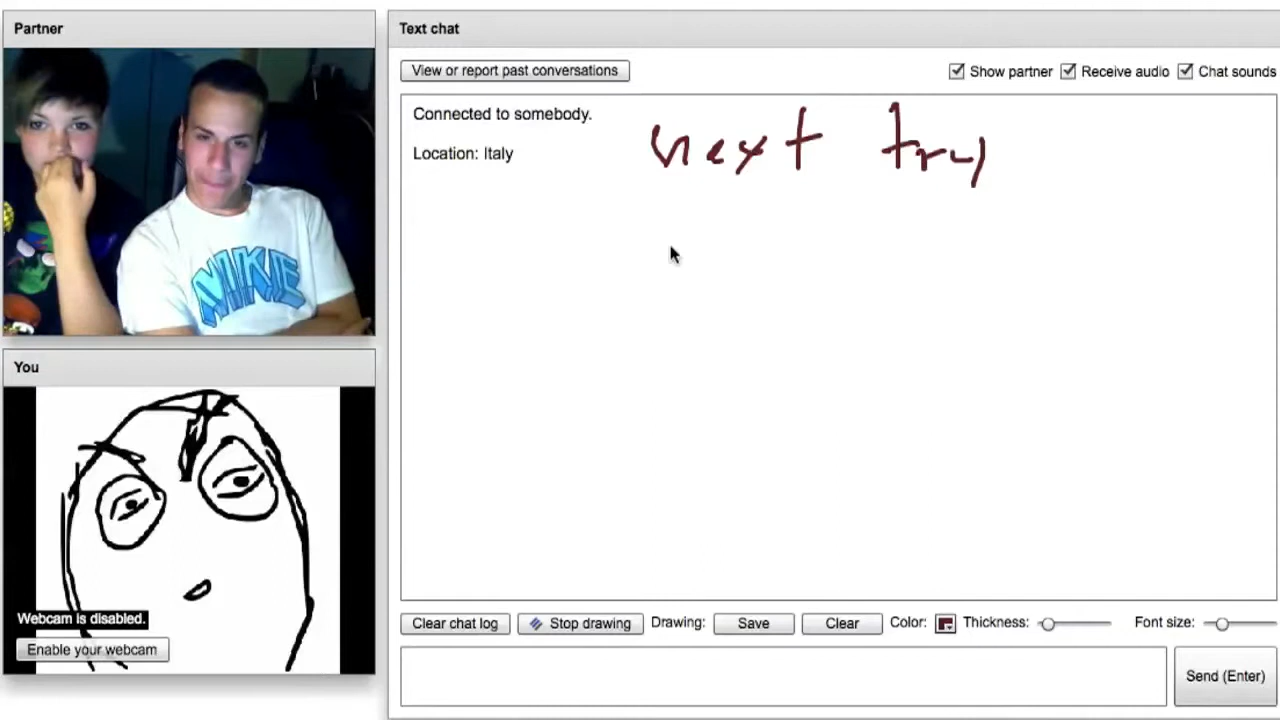 Partner
Text chat
View or report past conversations
Show partner
Receive audio
Chat sounds
Connected to somebody.
next try
Location: Italy
NIKE
You
Webcam is disabled.
Enable your webcam
Clear chat log
Stop drawing
Drawing:
Save
Clear
Color:
Thickness:
Font size:
Send (Enter)